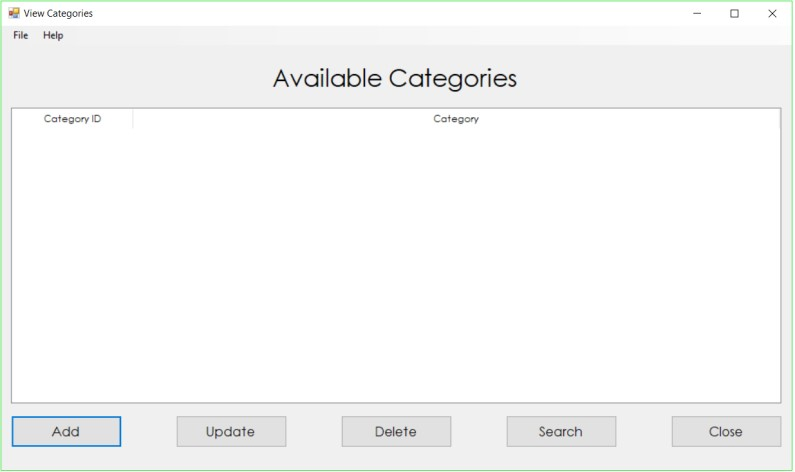 View Categories
File Help
Available Categories
Category ID Category
Add Update Delete Search Close